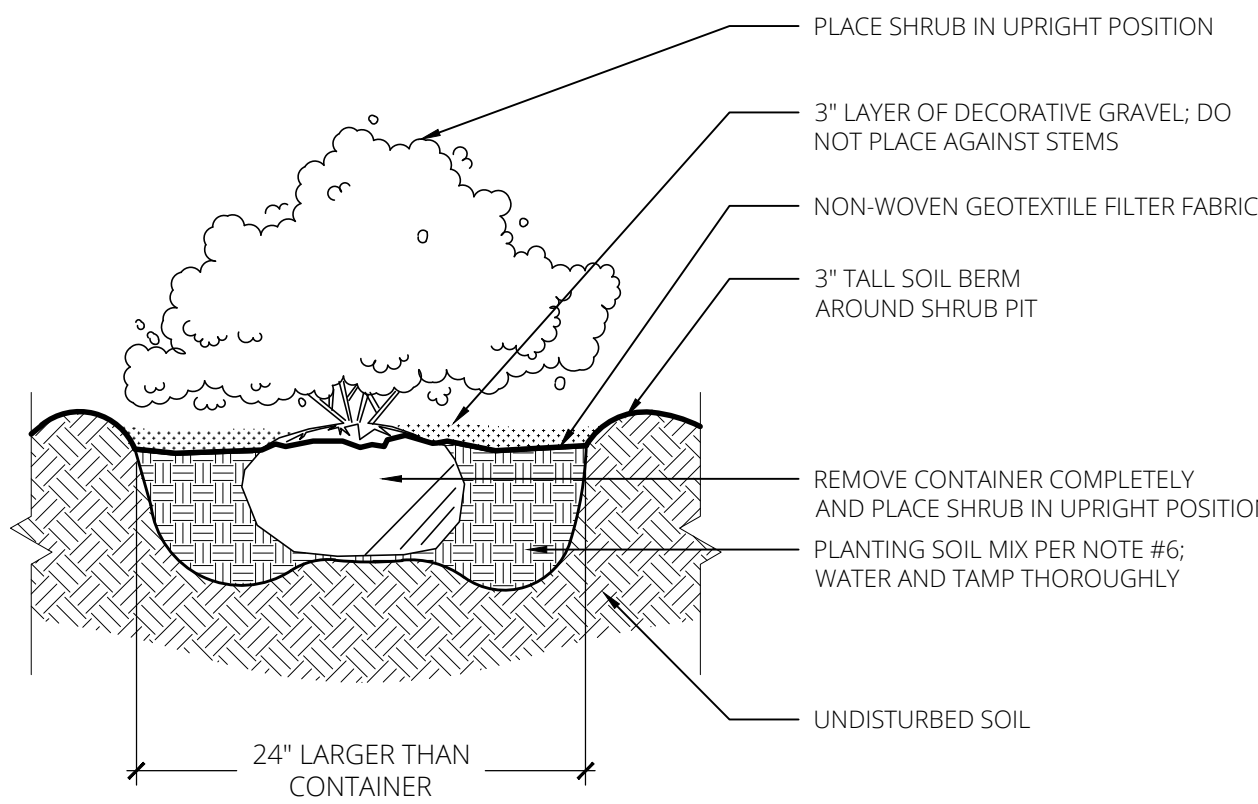 PLACE SHRUB IN UPRIGHT POSITION
3" LAYER OF DECORATIVE GRAVEL; DO
NOT PLACE AGAINST STEMS
NON-WOVEN GEOTEXTILE FILTER FABRIC
3" TALL SOIL BERM
AROUND SHRUB PIT
REMOVE CONTAINER COMPLETELY
AND PLACE SHRUB IN UPRIGHT POSITION
PLANTING SOIL MIX PER NOTE #6;
WATER AND TAMP THOROUGHLY
UNDISTURBED SOIL
24" LARGER THAN
CONTAINER